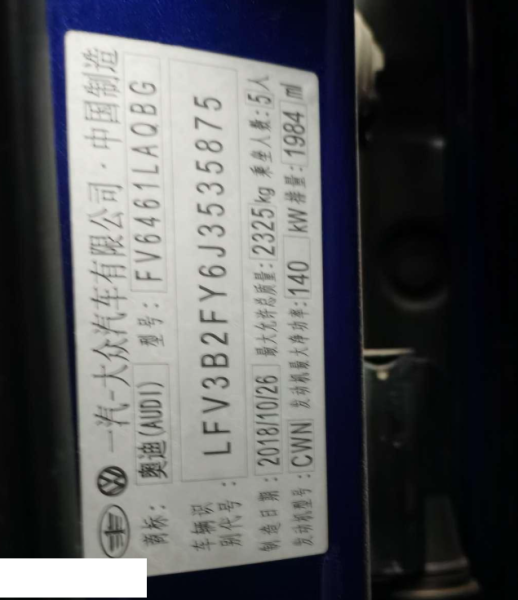 一汽-大众汽车有限公司·中国制造
商标: 奥迪(AUDI) 型号: FV6461LAQBG
车辆识别代号: LFV3B2FY6J3535875
制造日期: 2018/10/26 最大允许总质量: 2325kg 乘坐人数: 5人
发动机型号: CWN 发动机最大净功率: 140 kW 排量: 1984 ml